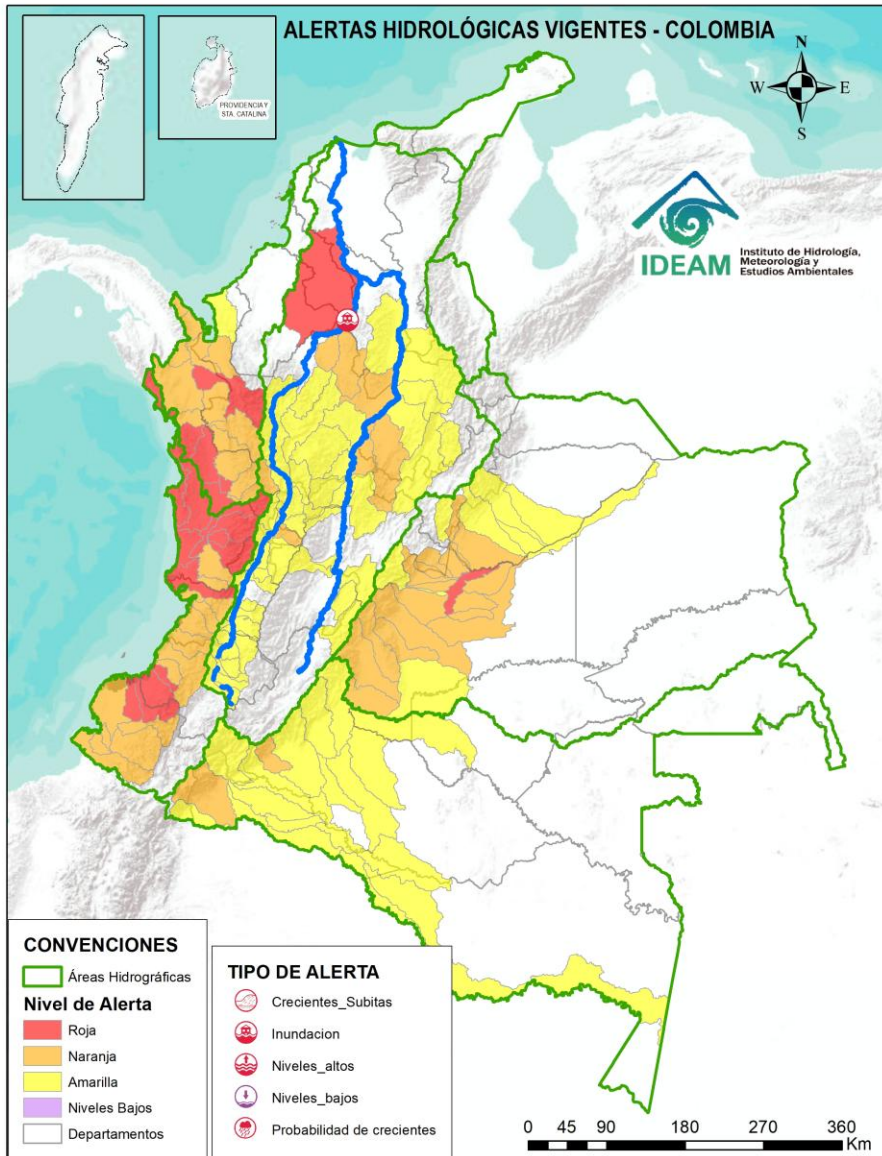 ALERTAS HIDROLÓGICAS VIGENTES - COLOMBIA
PROVIDENCIA Y
STA. CATALINA
N
W
E
S
IDEAM
Instituto de Hidrología,
Meteorología y
Estudios Ambientales
CONVENCIONES
Áreas Hidrográficas
Nivel de Alerta
Roja
Naranja
Amarilla
Niveles Bajos
Departamentos
TIPO DE ALERTA
Crecientes_Subitas
Inundacion
Niveles_altos
Niveles_bajos
Probabilidad de crecientes
0 45 90 180 270 360
Km